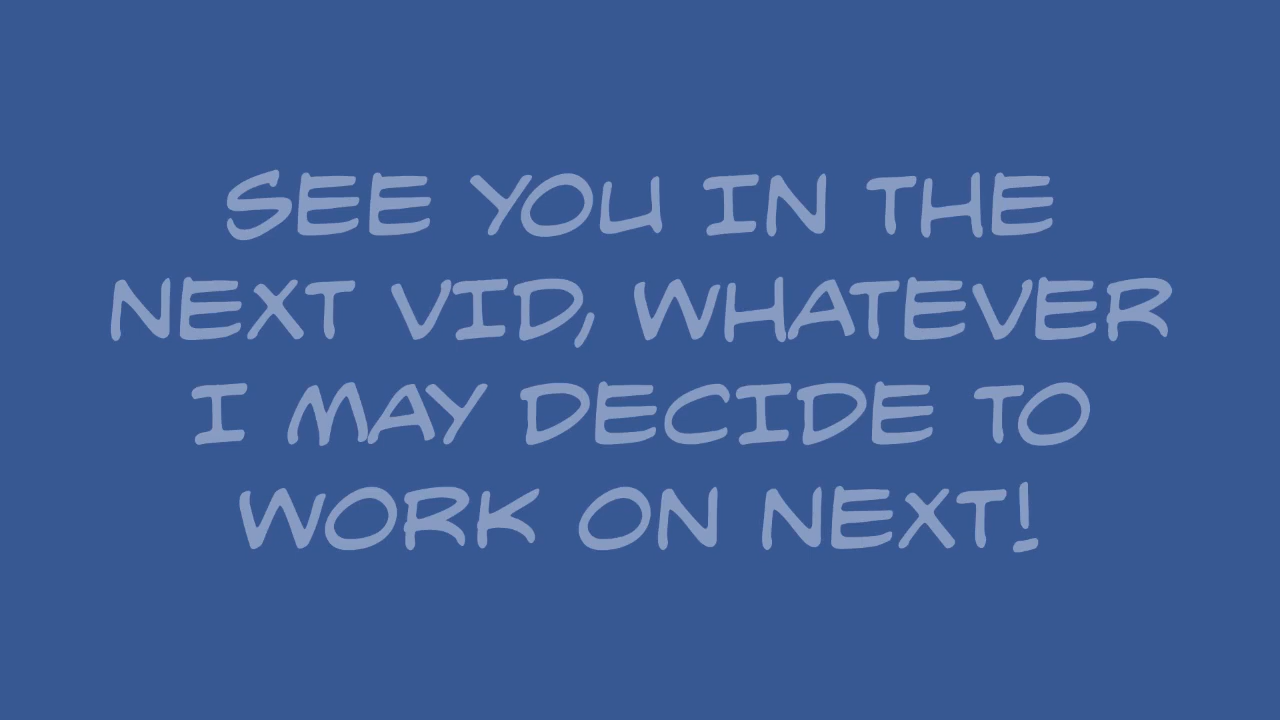 SEE YOU IN THE
NEXT VID, WHATEVER
I MAY DECIDE TO
WORK ON NEXT!